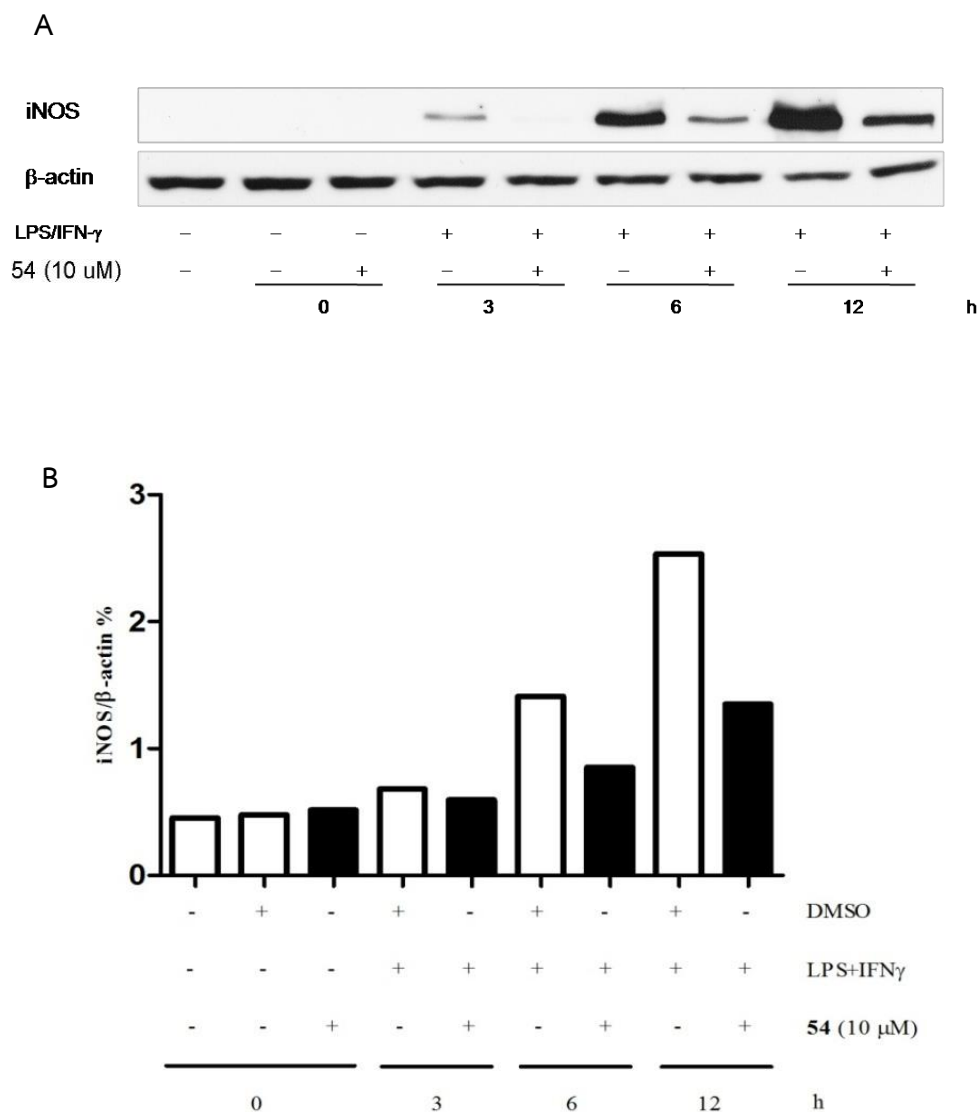 A
iNOS
β-actin
LPS/IFN-γ – – – + + + + + +
54 (10 uM) – – + – + – + – +
0 3 6 12 h
B
3
2
1
0
iNOS/β-actin %
- + - + - + - + - DMSO
- - - + + + + + + LPS+IFNγ
- - + - + - + - + 54 (10 μM)
0 3 6 12 h